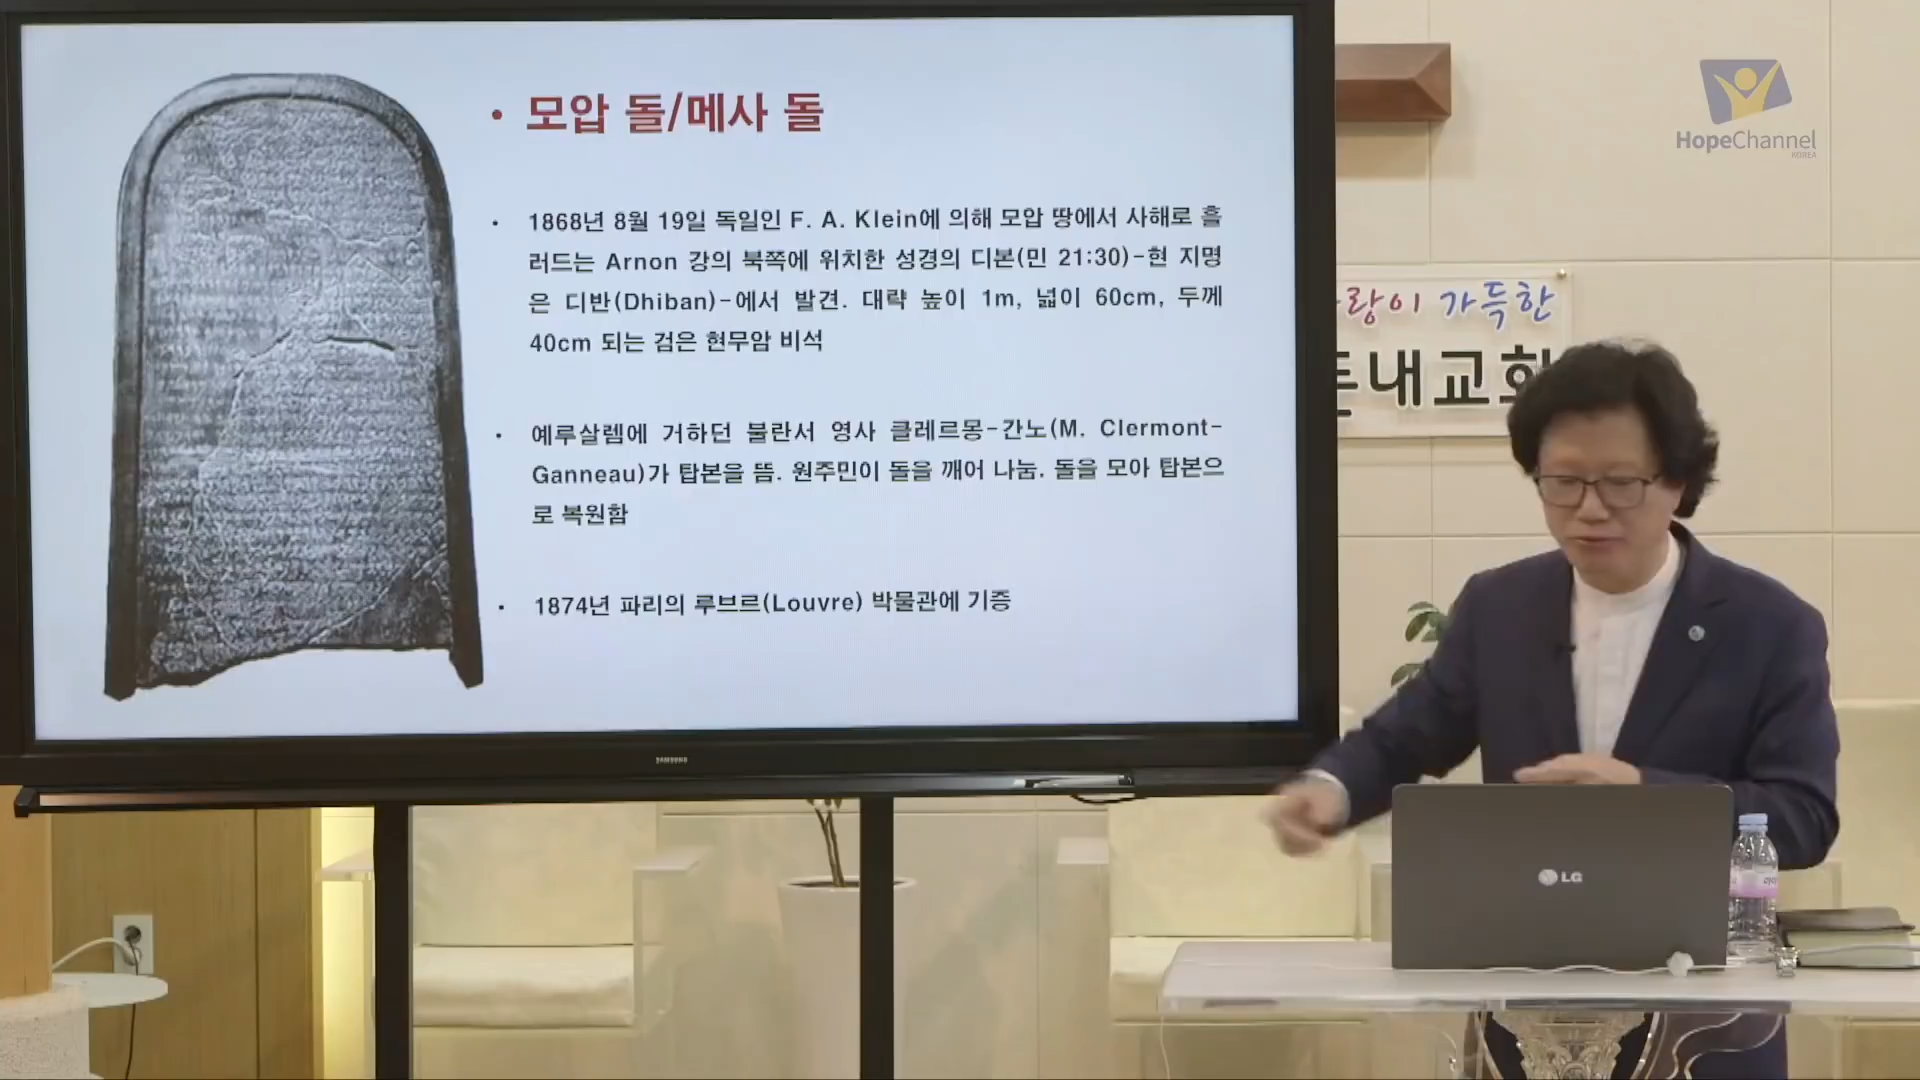 • 모압 돌/메사 돌
• 1868년 8월 19일 독일인 F. A. Klein에 의해 모압 땅에서 사해로 흘
러드는 Arnon 강의 북쪽에 위치한 성경의 디본(민 21:30)-현 지명
은 디반(Dhiban)-에서 발견. 대략 높이 1m, 넓이 60cm, 두께
40cm 되는 검은 현무암 비석
• 예루살렘에 거하던 불란서 영사 클레르몽-간노(M. Clermont-
Ganneau)가 탑본을 뜸. 원주민이 돌을 깨어 나눔. 돌을 모아 탑본으
로 복원함
• 1874년 파리의 루브르(Louvre) 박물관에 기증
SAMSUNG
HopeChannel
KOREA
가득한
LG